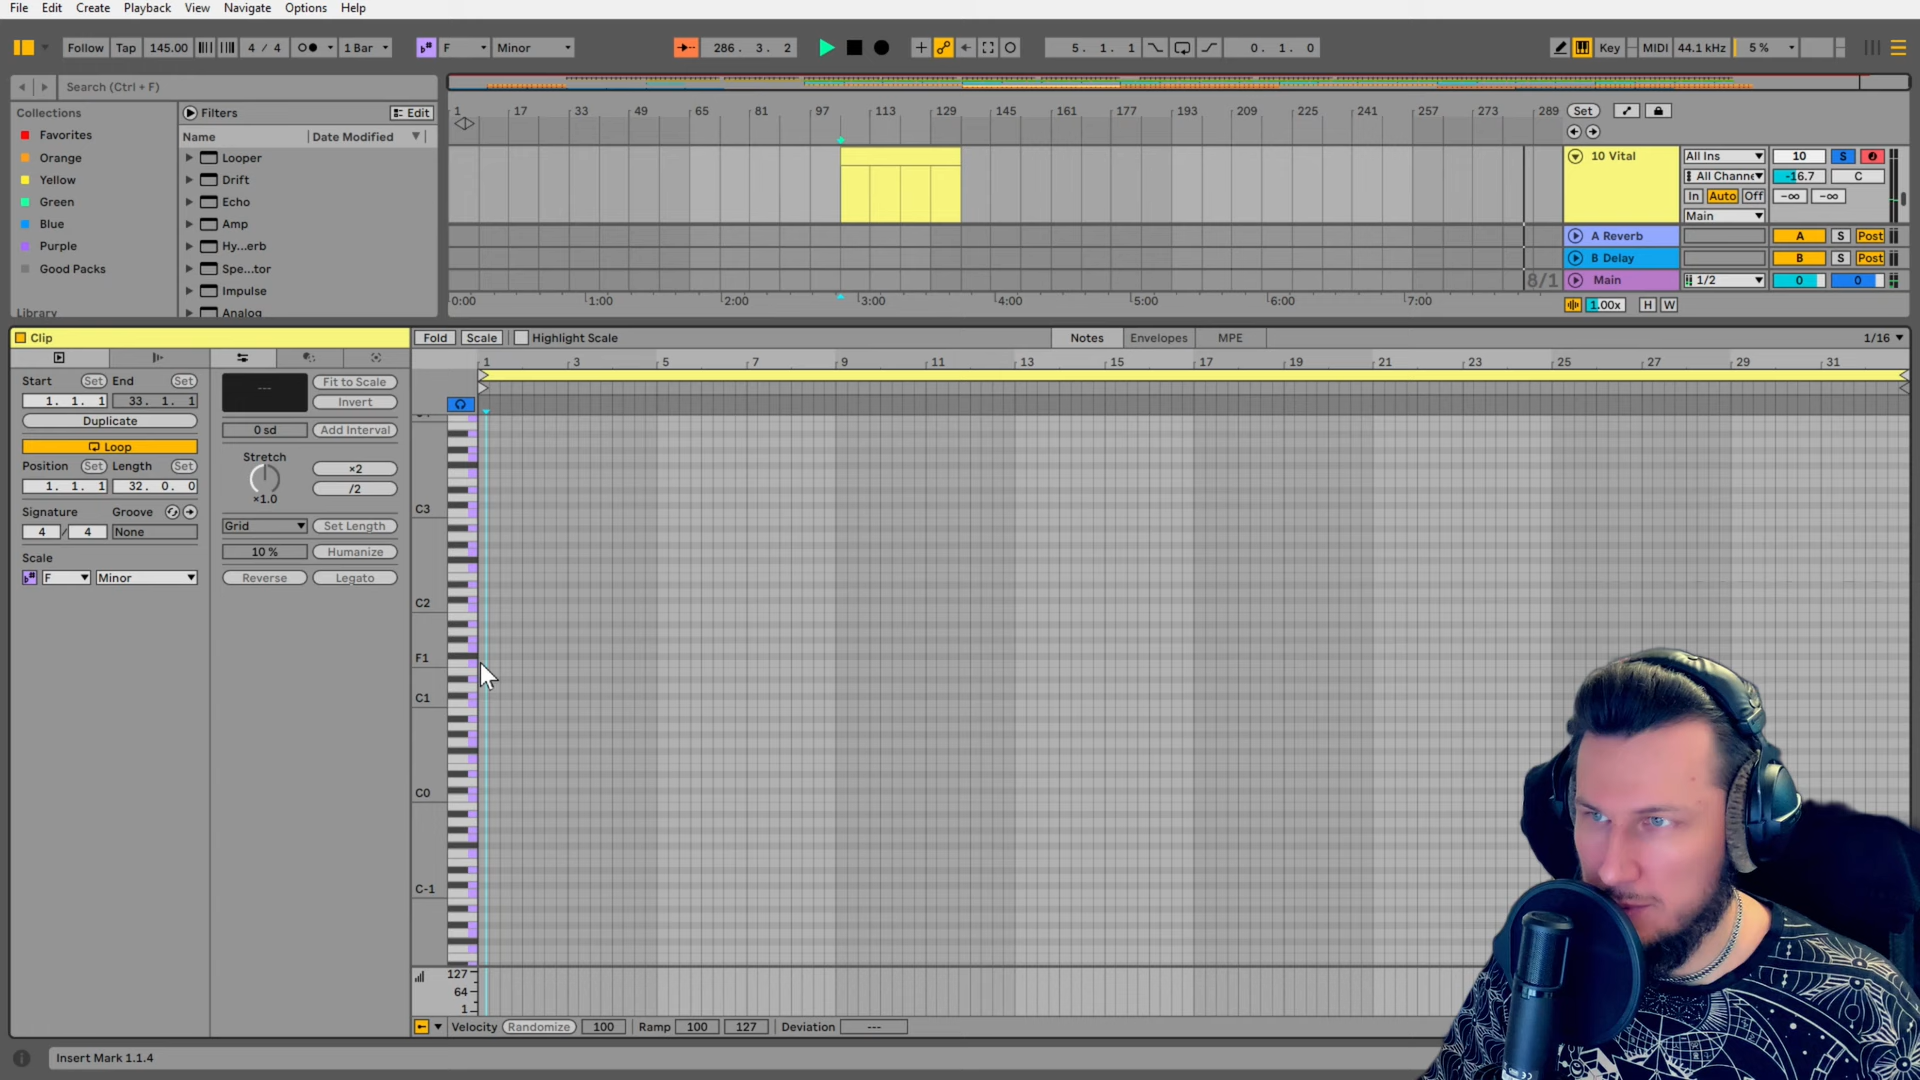 File Edit Create Playback View Navigate Options Help
Follow Tap 145.00 4 / 4 1 Bar F Minor 286. 3. 2 5. 1. 1 0. 1. 0 Key MIDI 44.1 kHz 5 %
Search (Ctrl + F)
Collections
Favorites
Orange
Yellow
Green
Blue
Purple
Good Packs
Library
Filters Edit
Name Date Modified
Looper
Drift
Echo
Amp
Hy...erb
Spe...tor
Impulse
Analog
1 17 33 49 65 81 97 113 129 145 161 177 193 209 225 241 257 273 289 Set
10 Vital All Ins 10 S
All Channe -16.7 C
In Auto Off -∞ -∞
Main
A Reverb A S Post
B Delay B S Post
8/1 Main 1/2 0 0
0:00 1:00 2:00 3:00 4:00 5:00 6:00 7:00 1.00x H W
Clip
Start Set End Set
1. 1. 1 33. 1. 1
Duplicate
Loop
Position Set Length Set
1. 1. 1 32. 0. 0
Signature Groove
4 / 4 None
Scale
F Minor
--- Fit to Scale
Invert
0 sd Add Interval
Stretch
×2
×1.0 /2
Grid Set Length
10 % Humanize
Reverse Legato
Fold Scale Highlight Scale Notes Envelopes MPE 1/16
1 3 5 7 9 11 13 15 17 19 21 23 25 27 29 31
C3
C2
F1
C1
C0
C-1
127
64
1
Velocity Randomize 100 Ramp 100 127 Deviation ---
Insert Mark 1.1.4